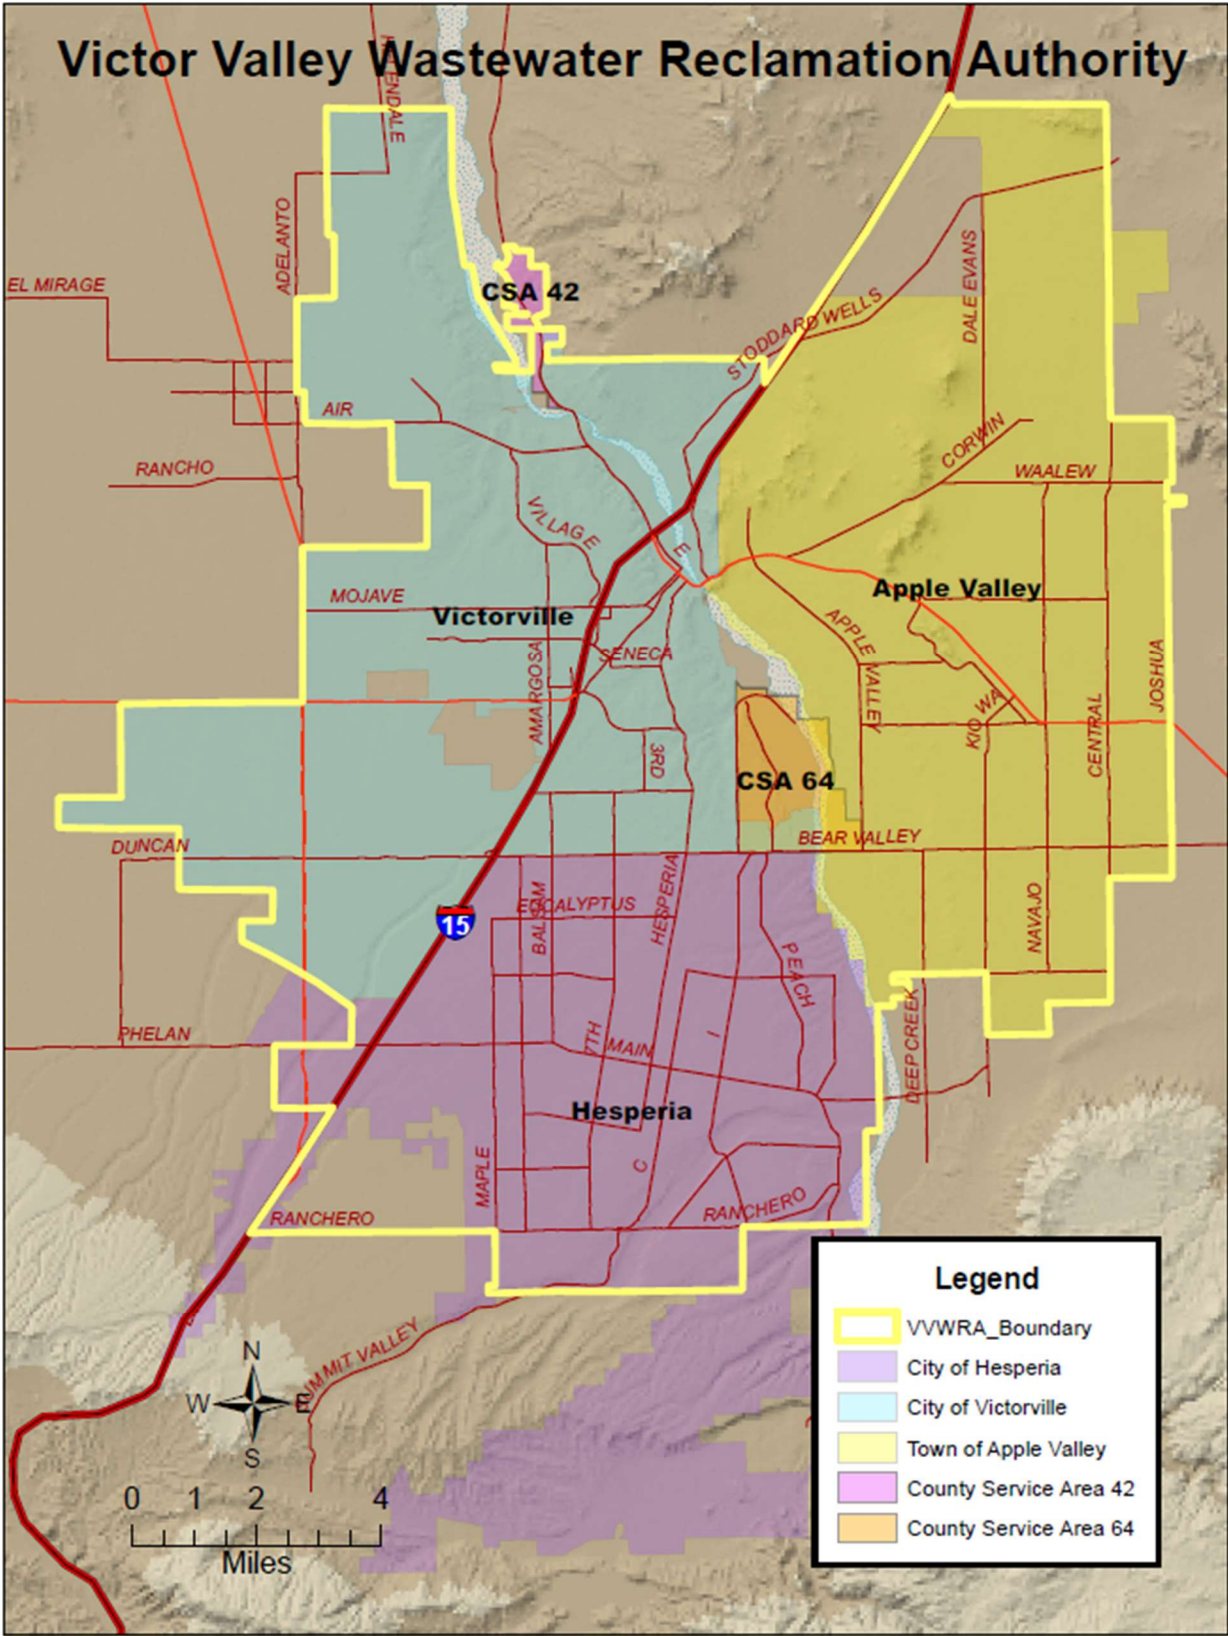 Victor Valley Wastewater Reclamation Authority
ADELANTO
EL MIRAGE
CSA 42
STODDARD WELLS
DALE EVANS
AIR
CORWIN
RANCHO
WAALEW
VILLAGE
E
MOJAVE
Victorville
Apple Valley
APPLE VALLEY
SENECA
AMARGOSA
JOSHUA
KIOWA
CENTRAL
3RD
CSA 64
DUNCAN
BEAR VALLEY
EUCALYPTUS
BALSAM
HESPERIA
NAVAJO
15
PEACH
PHELAN
7TH
MAIN
I
DEEP CREEK
Hesperia
MAPLE
C
RANCHERO
RANCHERO
SUMMIT VALLEY
N
W
E
S
0 1 2 4
Miles
Legend
VVWRA_Boundary
City of Hesperia
City of Victorville
Town of Apple Valley
County Service Area 42
County Service Area 64